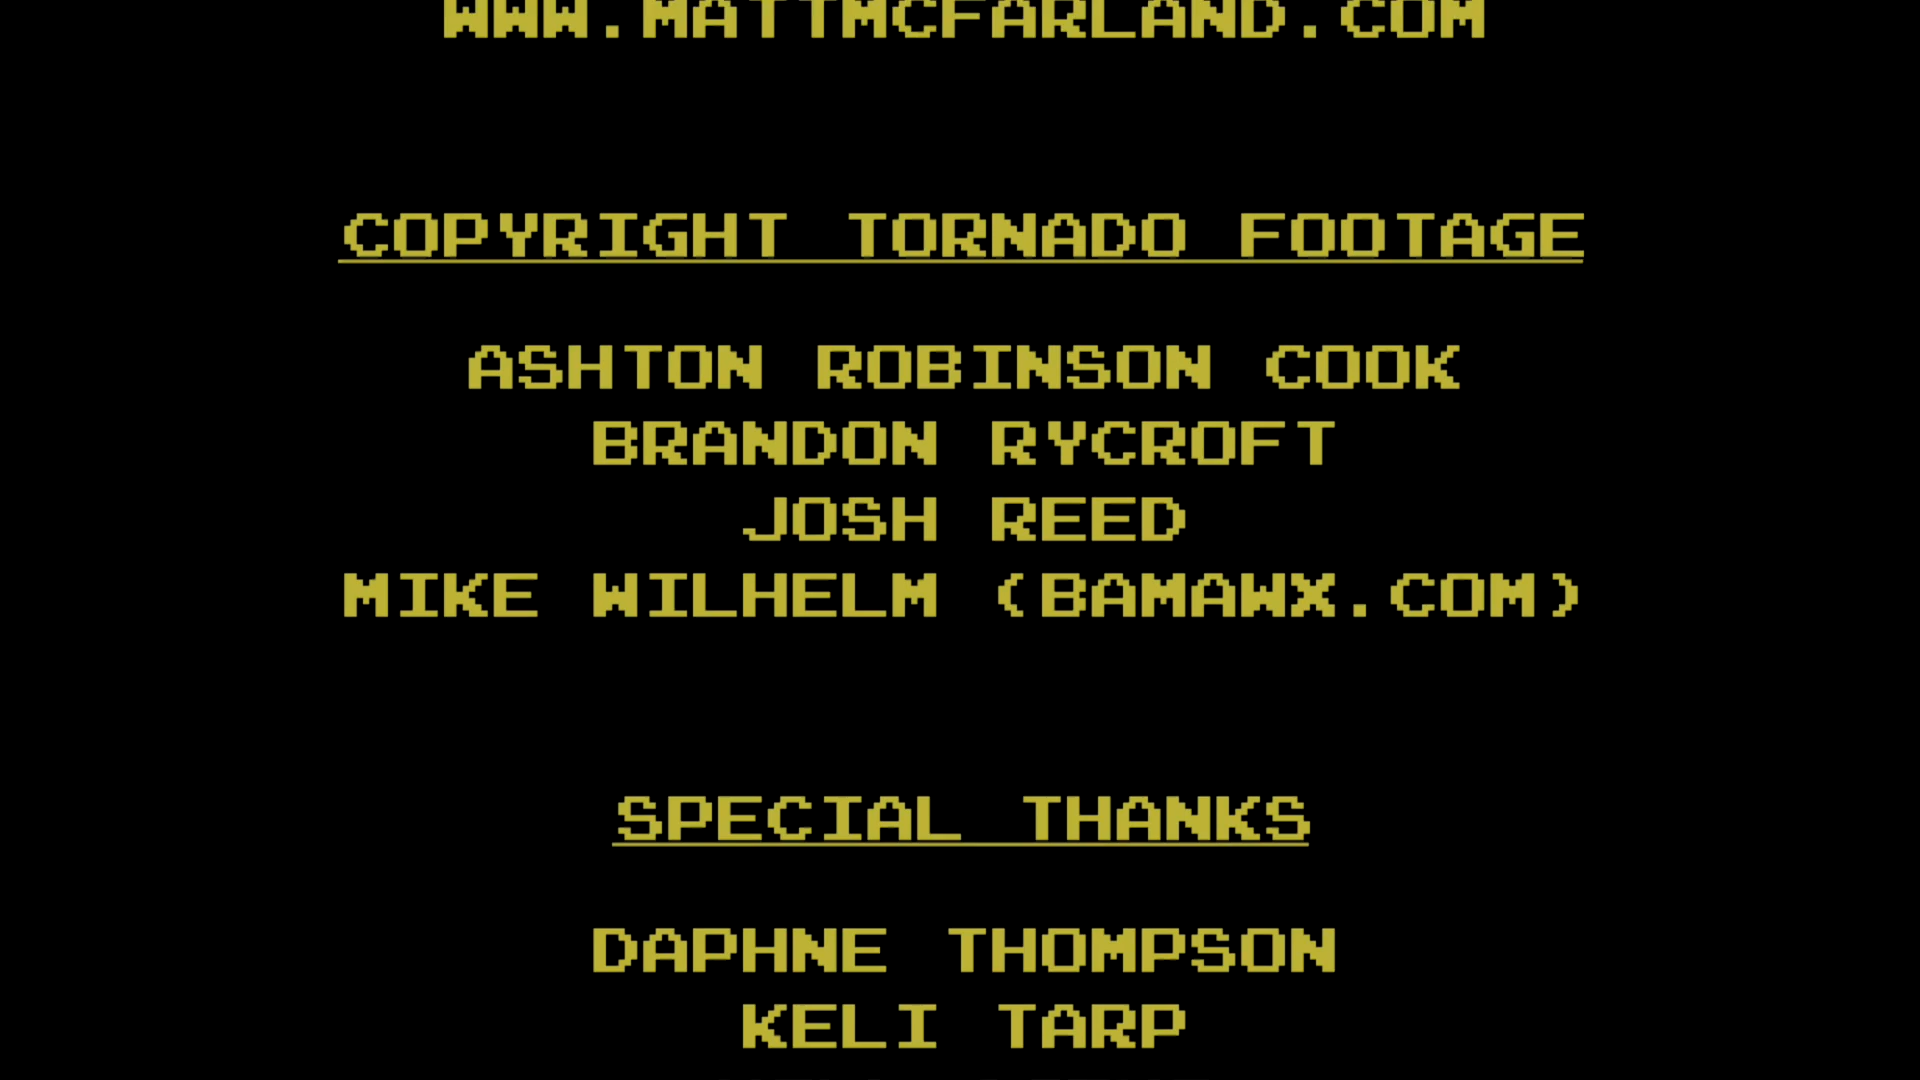 WWW.MATTMCFARLAND.COM
COPYRIGHT TORNADO FOOTAGE
ASHTON ROBINSON COOK
BRANDON RYCROFT
JOSH REED
MIKE WILHELM (BAMAWX.COM)
SPECIAL THANKS
DAPHNE THOMPSON
KELI TARP